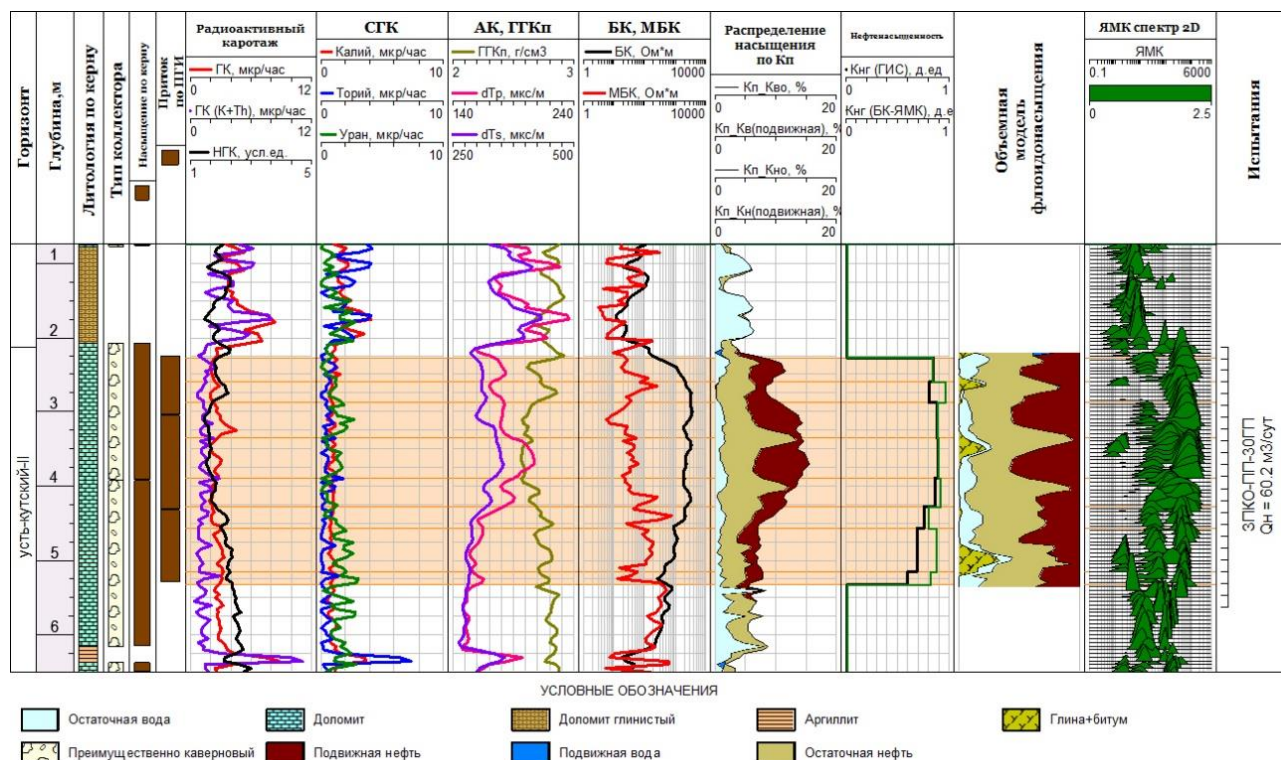 Горизонт
Глубина,м
Литология по керну
Тип коллектора
Насыщение по керну
Приток
по ПГИ
Радиоактивный
каротаж
ГК, мкр/час
0 12
ГК (K+Th), мкр/час
0 12
НГК, усл.ед.
1 5
СГК
Калий, мкр/час
0 10
Торий, мкр/час
0 10
Уран, мкр/час
0 10
АК, ГГКп
ГГКп, г/см3
2 3
dTp, мкс/м
140 240
dTs, мкс/м
250 500
БК, МБК
БК, Ом*м
1 10000
МБК, Ом*м
1 10000
Распределение
насыщения
по Кп
Кп_Кво, %
0 20
Кп_Кв(подвижная), %
0 20
Кп_Кно, %
0 20
Кп_Кн(подвижная), %
0 20
Нефтенасыщенность
Кнг (ГИС), д.ед
0 1
Кнг (БК-ЯМК), д.е
0 1
Объемная
модель
флюидонасыщения
ЯМК спектр 2D
ЯМК
0.1 6000
0 2.5
Испытания
1
2
3
4
5
6
усть-кутский-II
ЗПКО-ПП-30ГП
Qн = 60.2 м3/сут
УСЛОВНЫЕ ОБОЗНАЧЕНИЯ
Остаточная вода Доломит Доломит глинистый Аргиллит Глина+битум
Преимущественно каверновый Подвижная нефть Подвижная вода Остаточная нефть